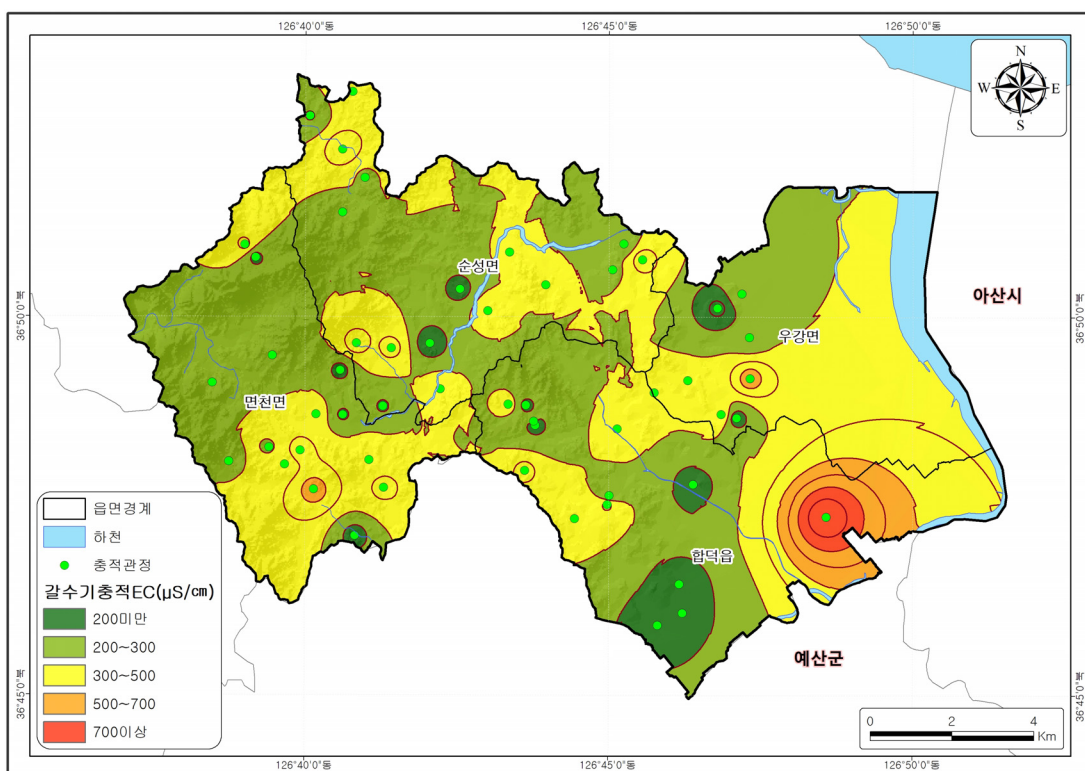 126°40'0"동
126°45'0"동
126°50'0"동
N
W
E
S
36°50'0"북
36°50'0"북
순성면
아산시
우강면
면천면
합덕읍
예산군
읍면경계
하천
충적관정
갈수기충적EC(μS/㎝)
200미만
200~300
300~500
500~700
700이상
36°45'0"북
36°45'0"북
0
2
4
Km
126°40'0"동
126°45'0"동
126°50'0"동